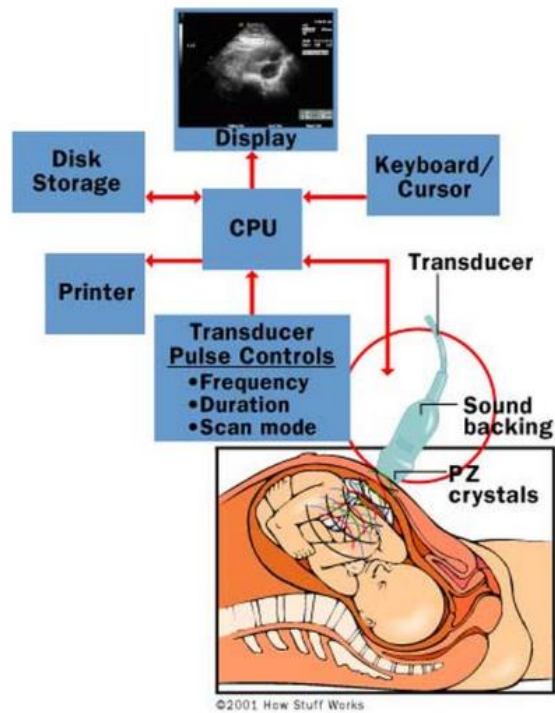 Display
Disk
Storage
Keyboard/
Cursor
CPU
Printer
Transducer
Transducer
Pulse Controls
•Frequency
•Duration
•Scan mode
Sound
backing
PZ
crystals
©2001 How Stuff Works